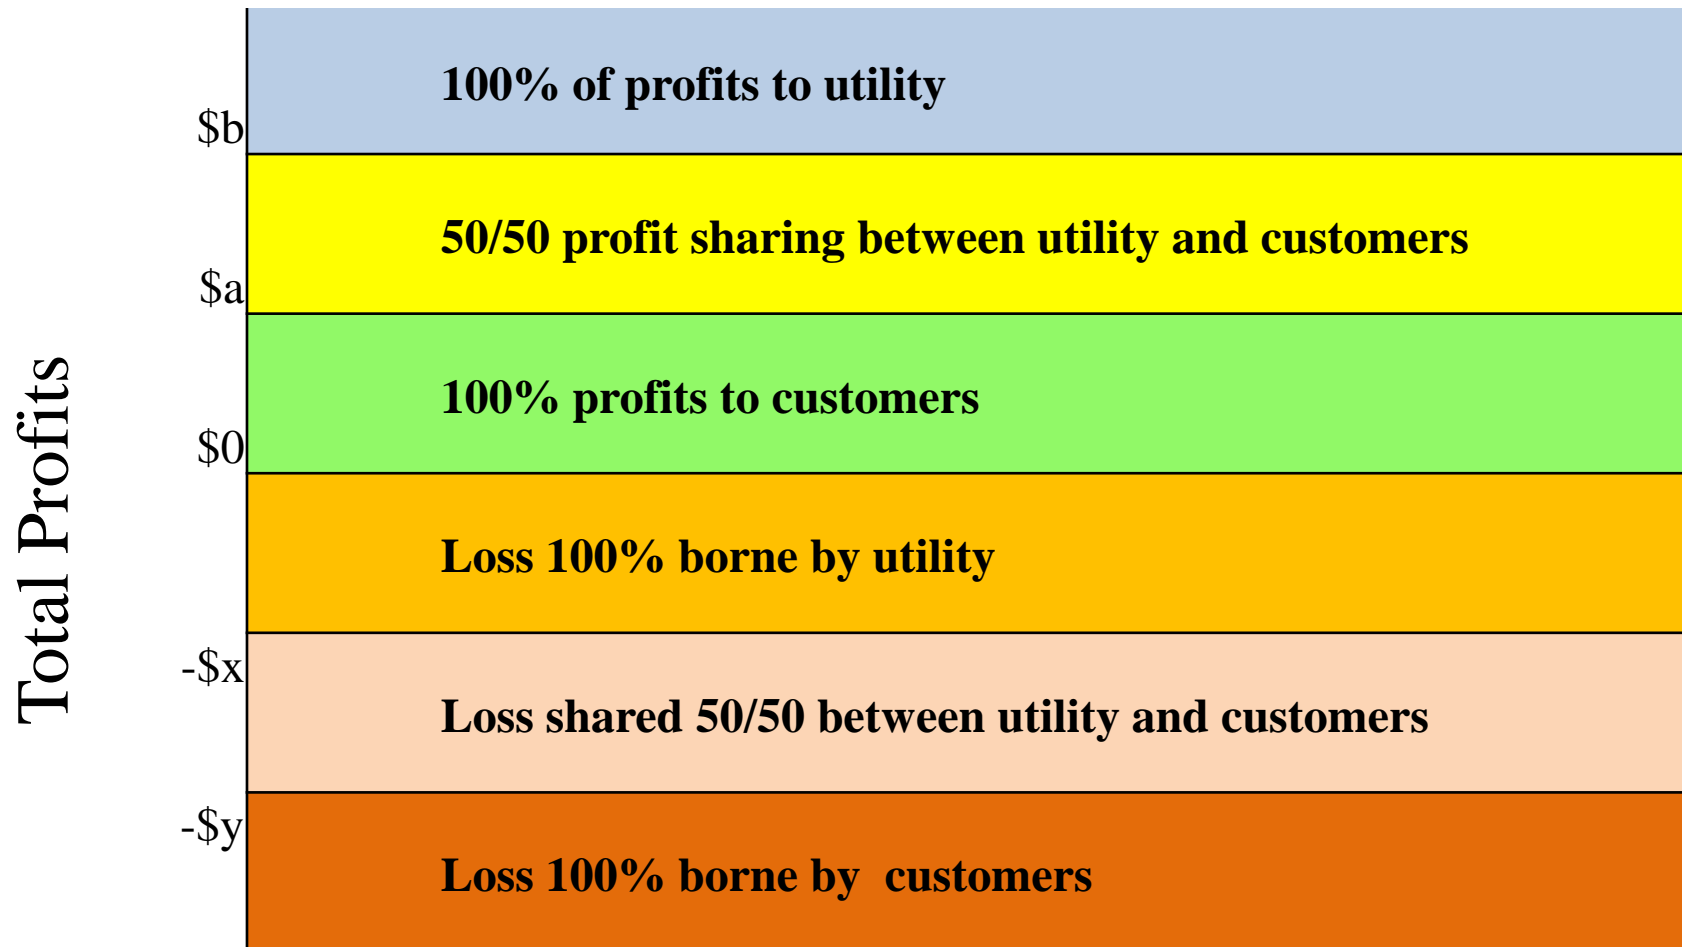 Total Profits
100% of profits to utility
$b
50/50 profit sharing between utility and customers
$a
100% profits to customers
$0
Loss 100% borne by utility
-$x
Loss shared 50/50 between utility and customers
-$y
Loss 100% borne by  customers